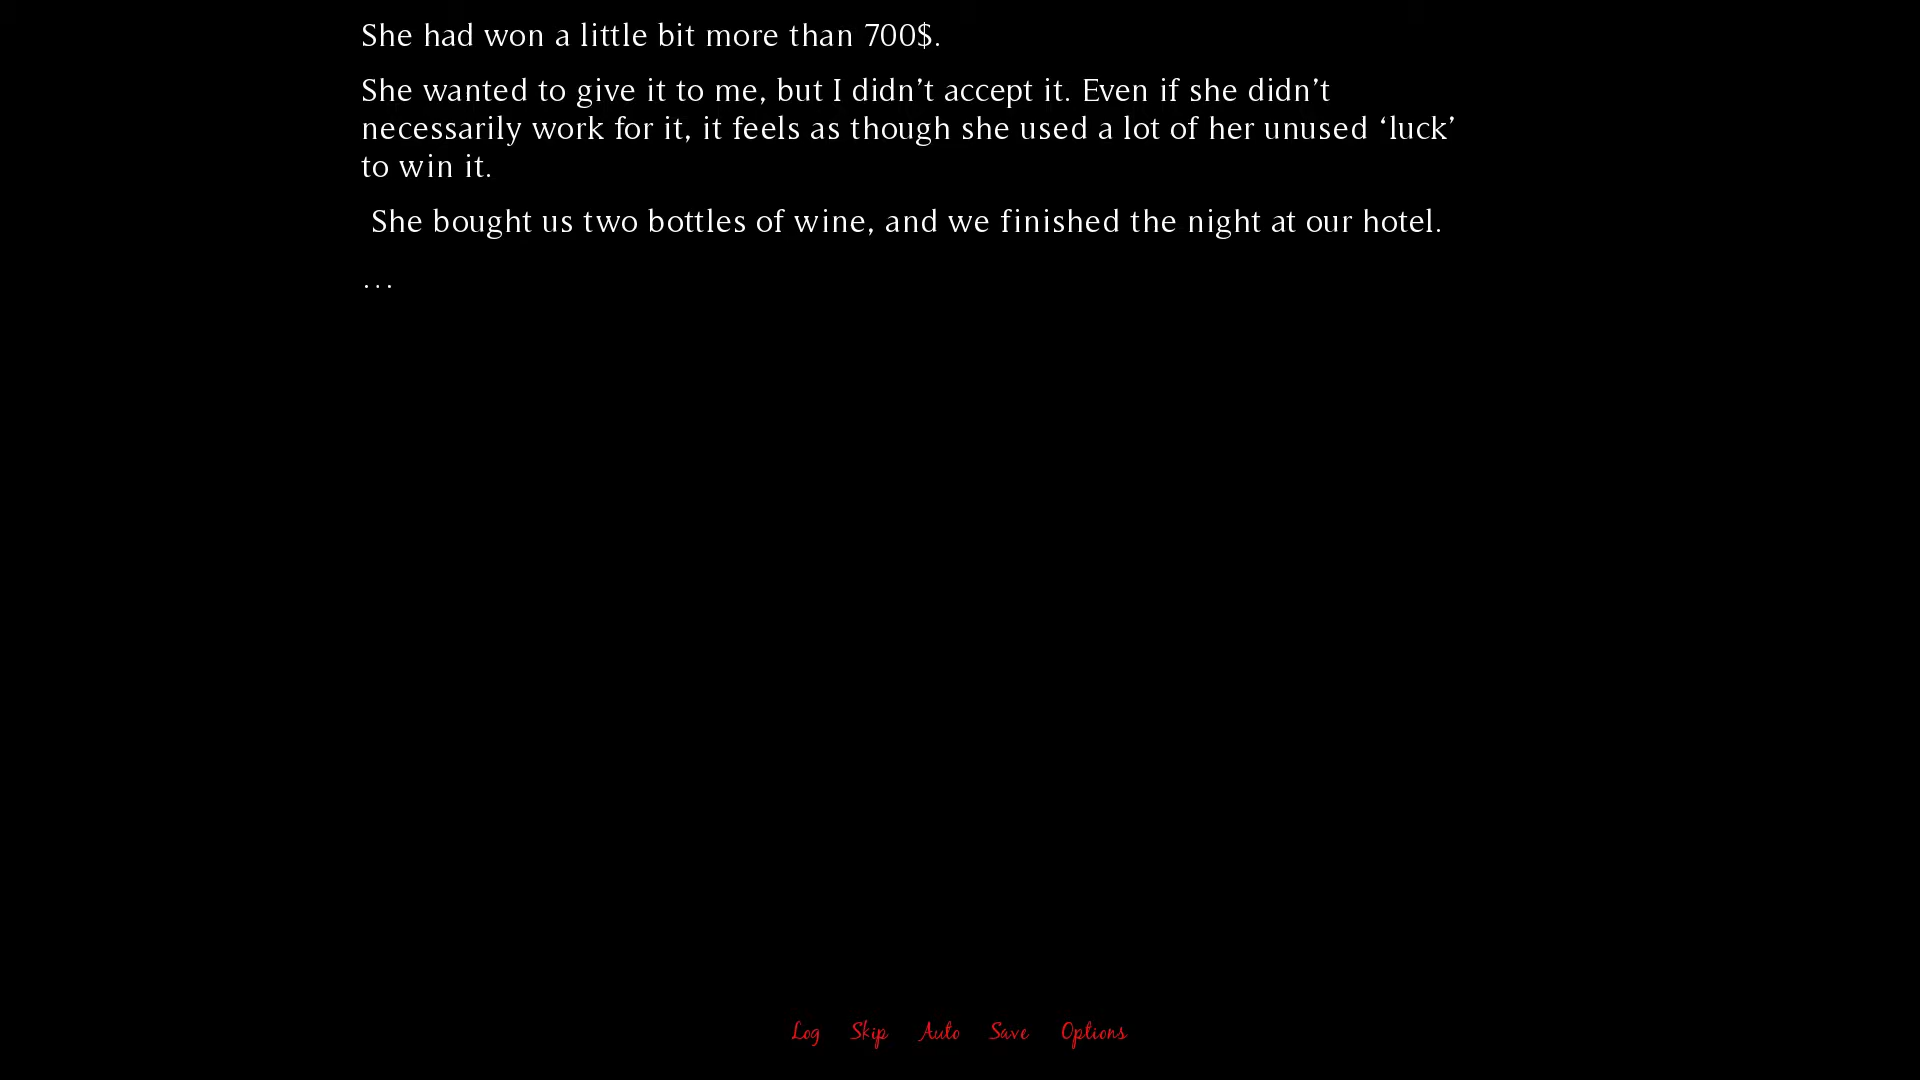 She had won a little bit more than 700$.
She wanted to give it to me, but I didn’t accept it. Even if she didn’t
necessarily work for it, it feels as though she used a lot of her unused ‘luck’
to win it.
She bought us two bottles of wine, and we finished the night at our hotel.
...
Log Skip Auto Save Options